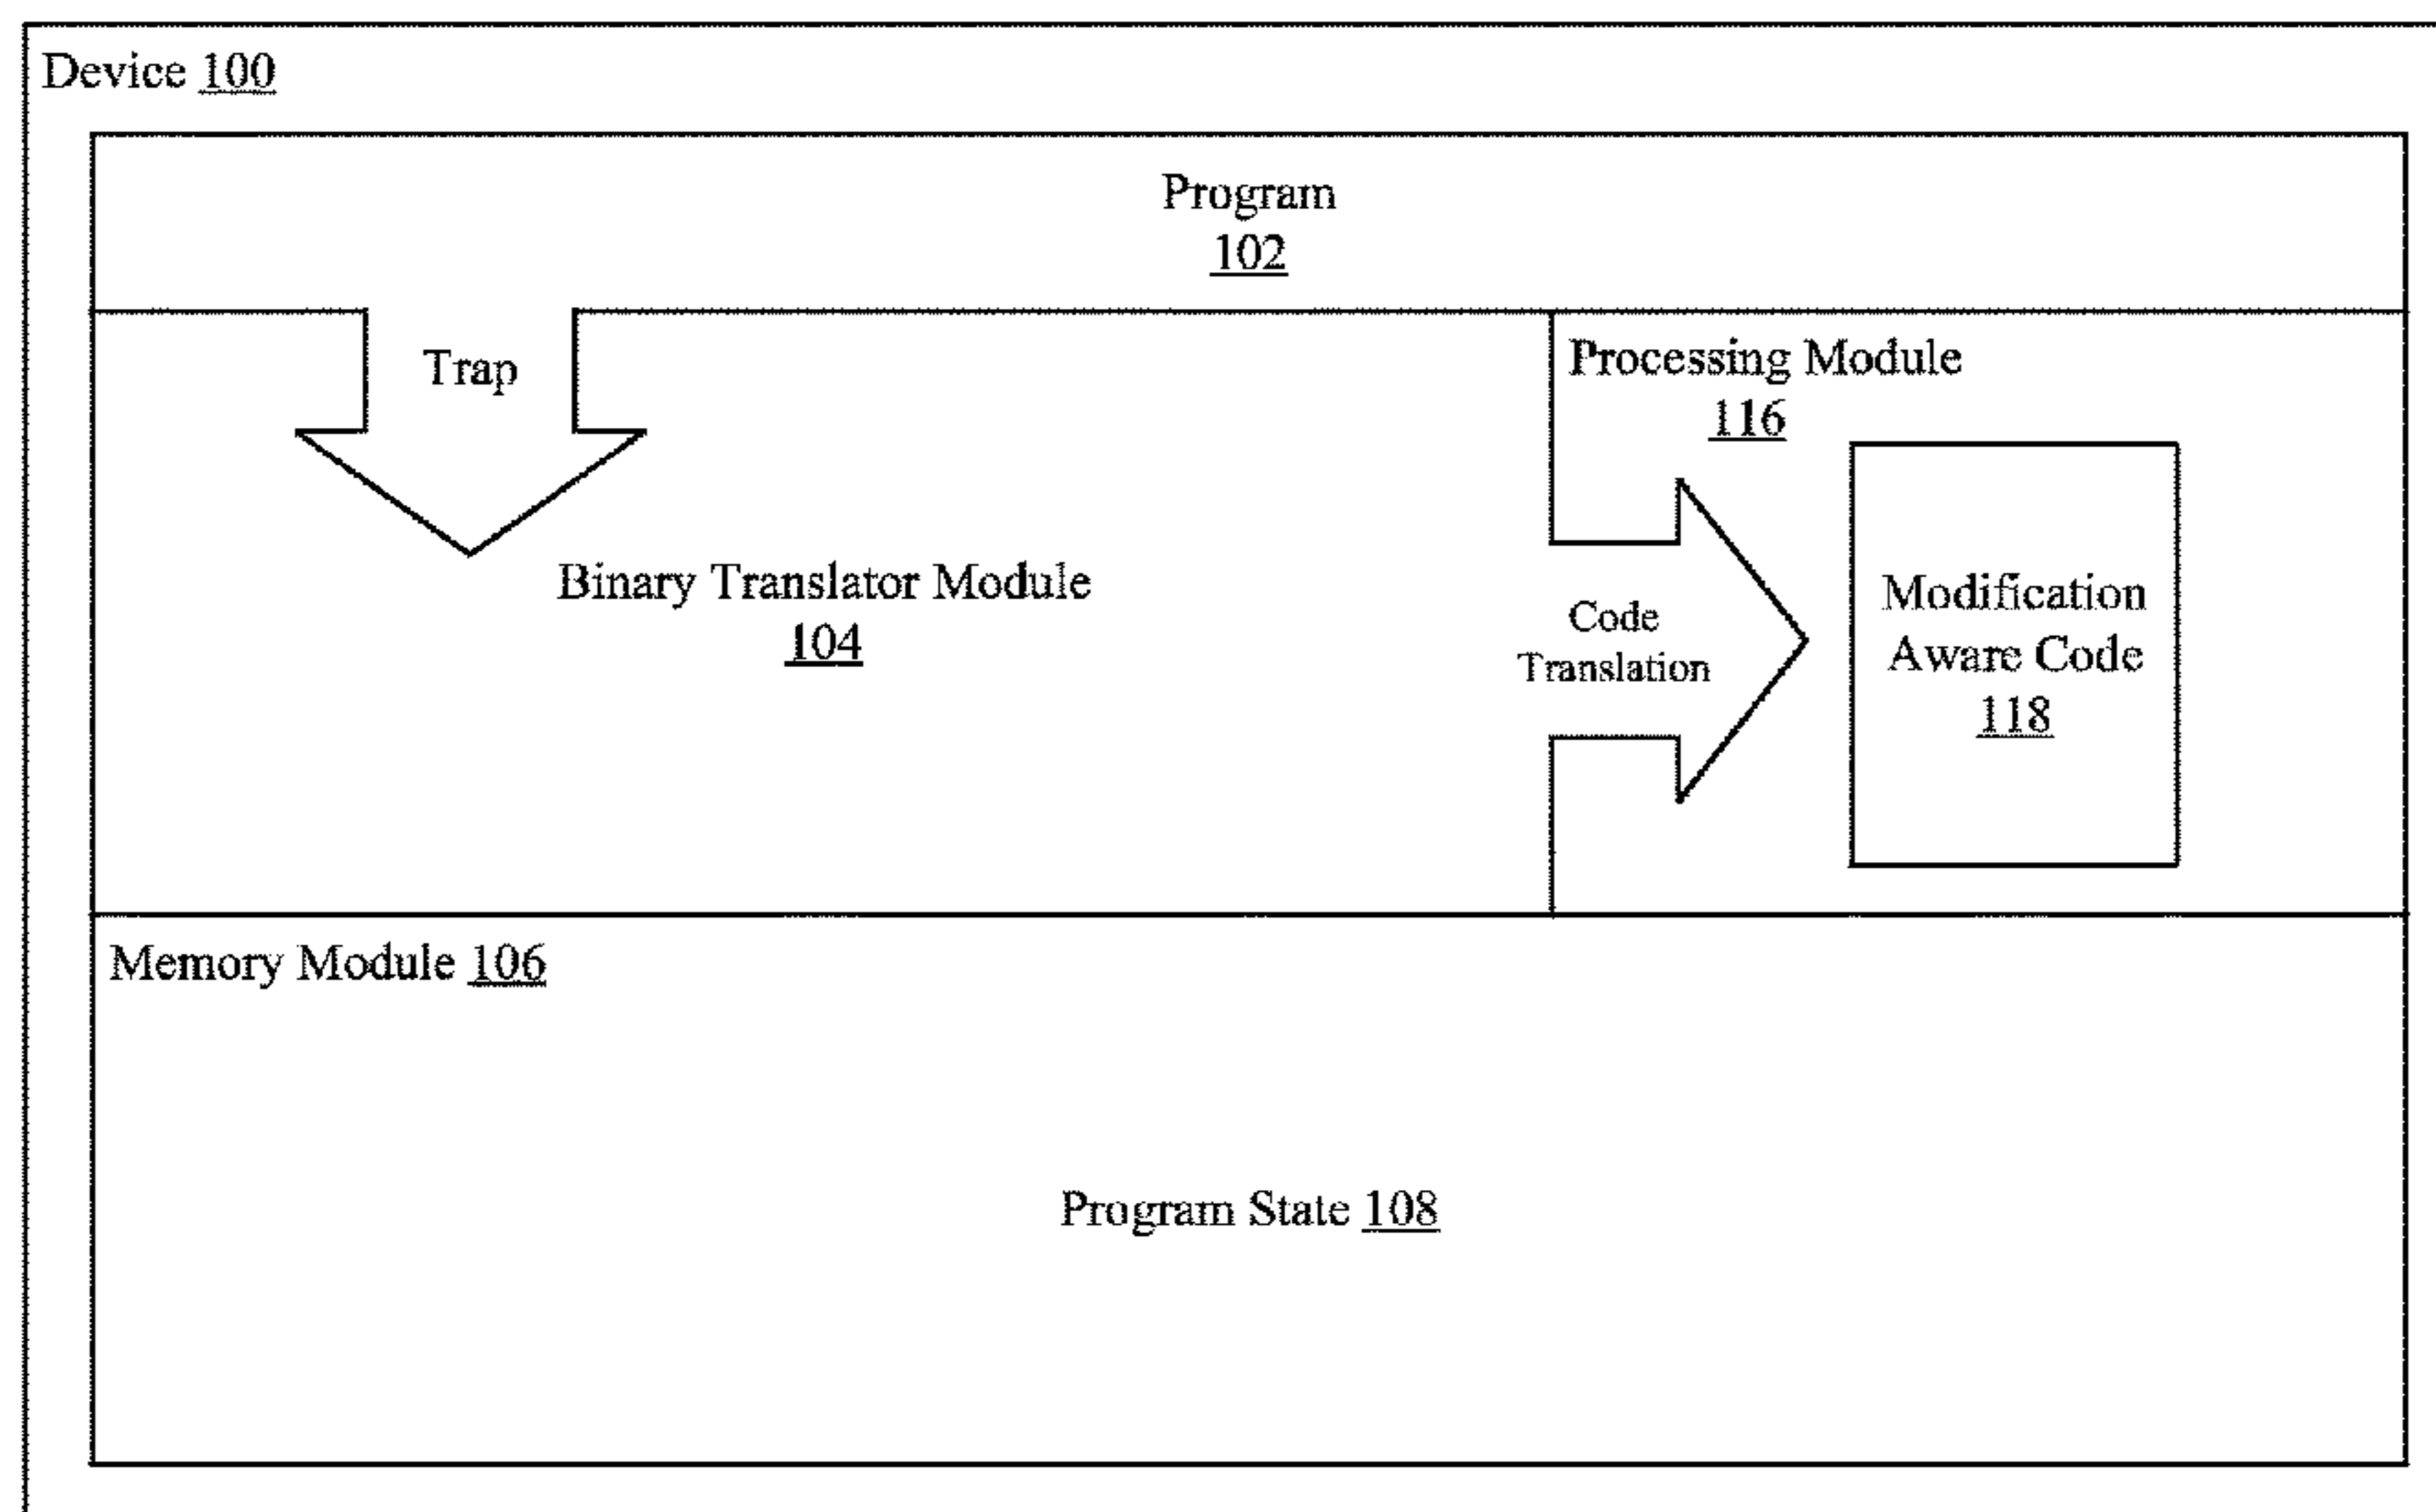 Device 100
Program
102
Trap
Processing Module
116
Binary Translator Module
104
Code
Translation
Modification
Aware Code
118
Memory Module 106
Program State 108